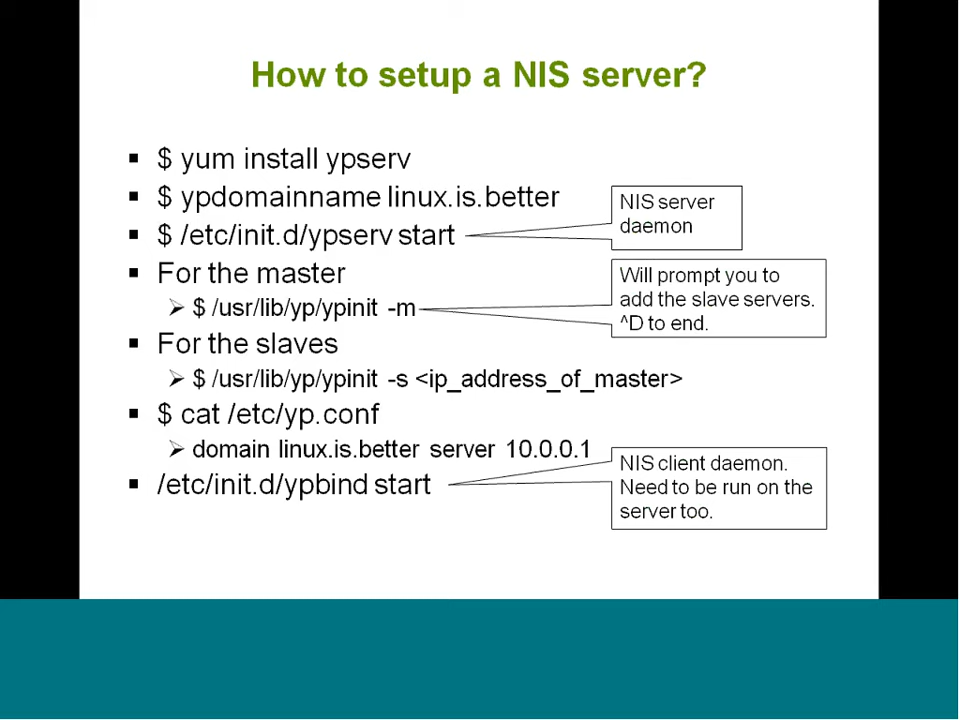 How to setup a NIS server?
▪ $ yum install ypserv
▪ $ ypdomainname linux.is.better
▪ $ /etc/init.d/ypserv start
NIS server
daemon
▪ For the master
➢ $ /usr/lib/yp/ypinit -m
Will prompt you to
add the slave servers.
^D to end.
▪ For the slaves
➢ $ /usr/lib/yp/ypinit -s <ip_address_of_master>
▪ $ cat /etc/yp.conf
➢ domain linux.is.better server 10.0.0.1
▪ /etc/init.d/ypbind start
NIS client daemon.
Need to be run on the
server too.